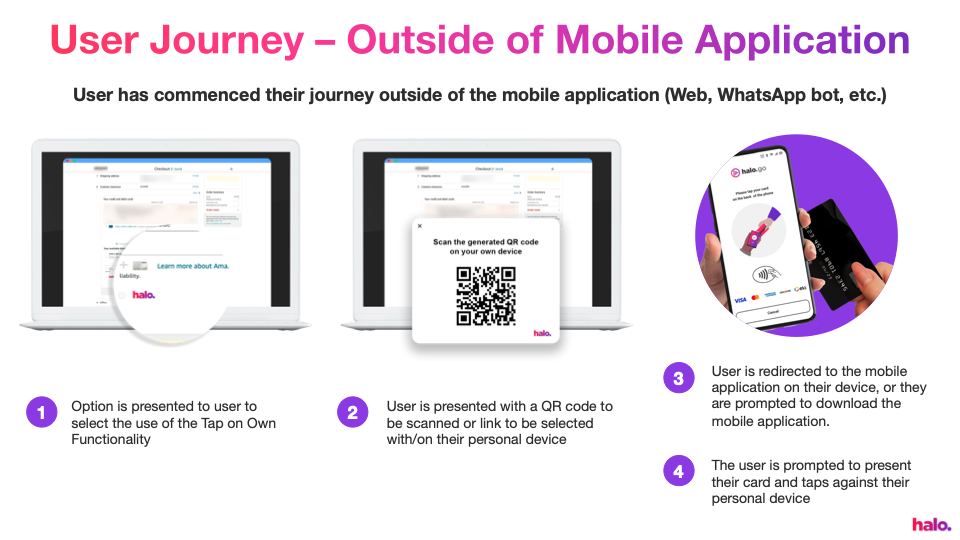 User Journey – Outside of Mobile Application
User has commenced their journey outside of the mobile application (Web, WhatsApp bot, etc.)
Checkout
Shipping address
Learn more about Ama.
liability.
halo.
Checkout
Shipping address
Scan the generated QR code
on your own device
halo.
halo.go
Please tap your card
on the back of the phone
VISA
Cancel
1
Option is presented to user to
select the use of the Tap on Own
Functionality
2
User is presented with a QR code to
be scanned or link to be selected
with/on their personal device
3
User is redirected to the mobile
application on their device, or they
are prompted to download the
mobile application.
4
The user is prompted to present
their card and taps against their
personal device
halo.